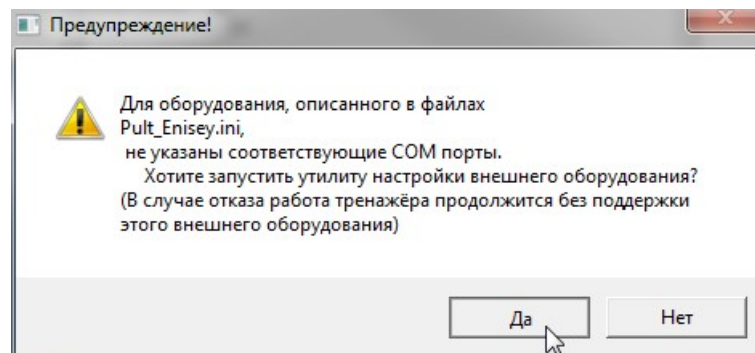 Предупреждение!
Для оборудования, описанного в файлах
Pult_Enisey.ini,
не указаны соответствующие COM порты.
Хотите запустить утилиту настройки внешнего оборудования?
(В случае отказа работа тренажёра продолжится без поддержки
этого внешнего оборудования)
Да
Нет